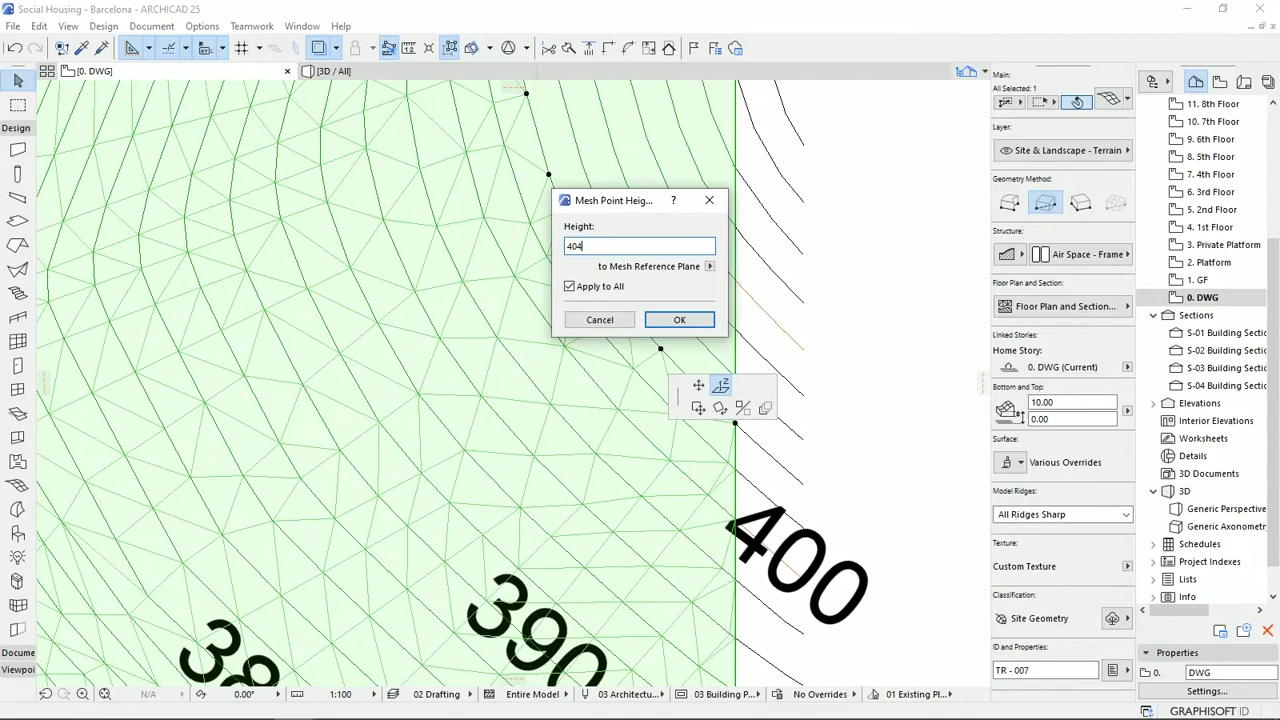 Social Housing - Barcelona - ARCHICAD 25
File Edit View Design Document Options Teamwork Window Help
[0. DWG]
[3D / All]
Design
Docume
Viewpoi
Mesh Point Heig...
?
Height:
404
to Mesh Reference Plane
Apply to All
Cancel
OK
400
390
38
Main:
All Selected: 1
Layer:
Site & Landscape - Terrain
Geometry Method:
Structure:
Air Space - Frame
Floor Plan and Section:
Floor Plan and Section...
Linked Stories:
Home Story:
0. DWG (Current)
Bottom and Top:
10.00
0.00
Surface:
Various Overrides
Model Ridges:
All Ridges Sharp
Texture:
Custom Texture
Classification:
Site Geometry
ID and Properties:
TR - 007
11. 8th Floor
10. 7th Floor
9. 6th Floor
8. 5th Floor
7. 4th Floor
6. 3rd Floor
5. 2nd Floor
4. 1st Floor
3. Private Platform
2. Platform
1. GF
0. DWG
Sections
S-01 Building Sectio
S-02 Building Sectio
S-03 Building Sectio
S-04 Building Sectio
Elevations
Interior Elevations
Worksheets
Details
3D Documents
3D
Generic Perspective
Generic Axonometr
Schedules
Project Indexes
Lists
Info
Properties
0. DWG
Settings...
N/A 0.00° 1:100 02 Drafting Entire Model 03 Architectu... 03 Building P... No Overrides 01 Existing Pl...
GRAPHISOFT ID